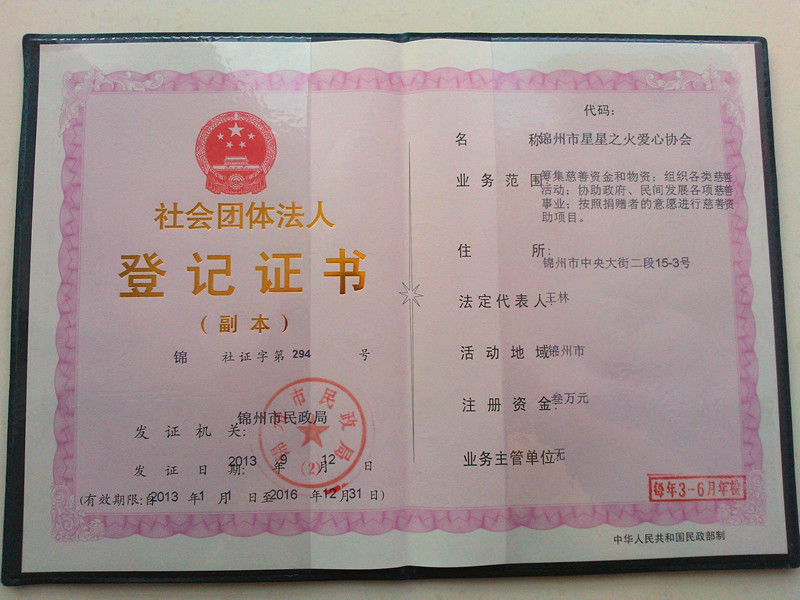 社会团体法人
登记证书
(副本)
锦 社证字第294 号
锦州市民政局
发证机关:
发证日期: 2013 年 9 月 12 日
(有效期限:自2013 年 1 月 1 日至2016 年 12 月 31 日)
州市民政局
(2)
代码:
名 称 锦州市星星之火爱心协会
业务范围: 筹集慈善资金和物资;组织各类慈善
活动;协助政府、民间发展各项慈善
事业;按照捐赠者的意愿进行慈善资
助项目。
住 所:
锦州市中央大街二段15-3号
法定代表人 王林
活动地域 锦州市
注册资金: 叁万元
业务主管单位 无
每年3-6月年检
中华人民共和国民政部制